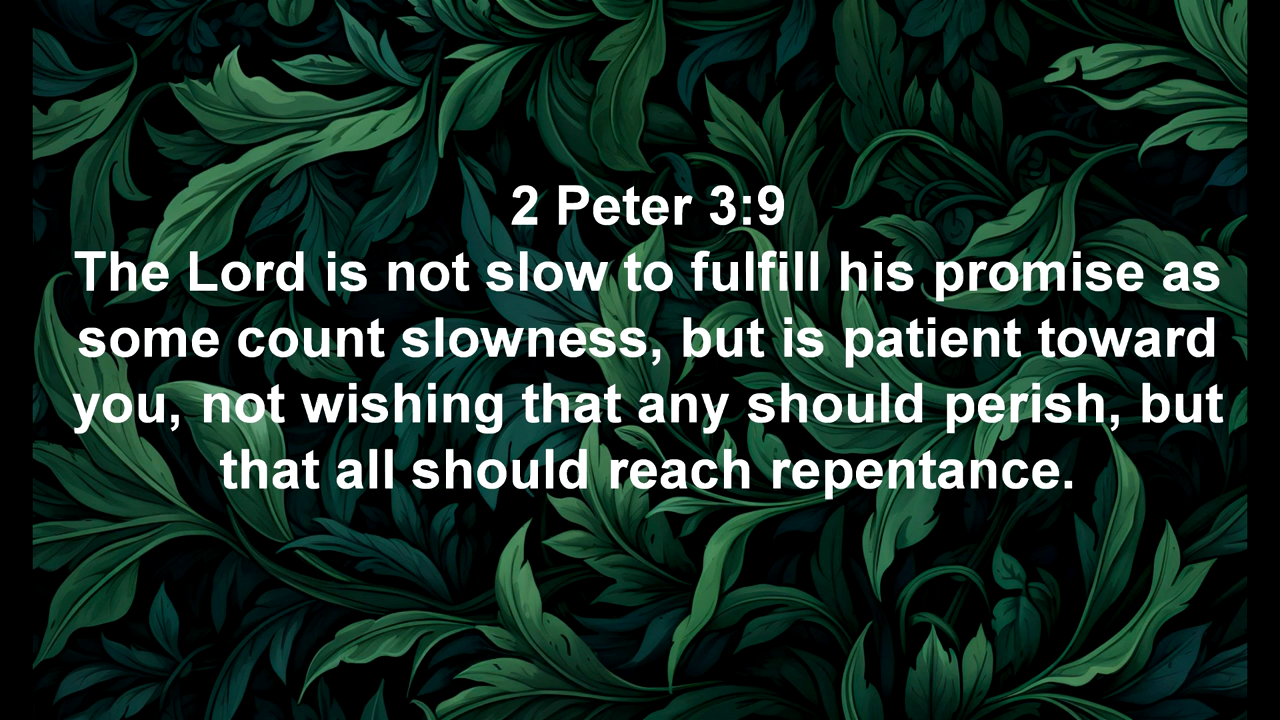 2 Peter 3:9
The Lord is not slow to fulfill his promise as
some count slowness, but is patient toward
you, not wishing that any should perish, but
that all should reach repentance.